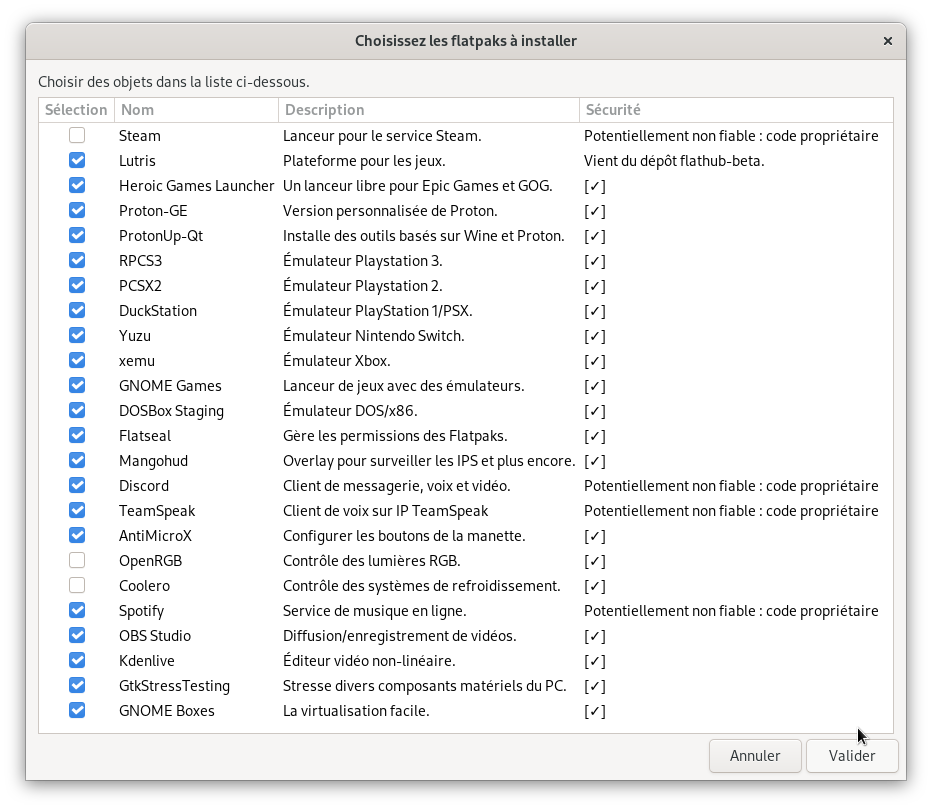 Choisissez les flatpaks à installer
Choisir des objets dans la liste ci-dessous.
Sélection Nom Description Sécurité
Steam Lanceur pour le service Steam. Potentiellement non fiable : code propriétaire
Lutris Plateforme pour les jeux. Vient du dépôt flathub-beta.
Heroic Games Launcher Un lanceur libre pour Epic Games et GOG. [✓]
Proton-GE Version personnalisée de Proton. [✓]
ProtonUp-Qt Installe des outils basés sur Wine et Proton. [✓]
RPCS3 Émulateur Playstation 3. [✓]
PCSX2 Émulateur Playstation 2. [✓]
DuckStation Émulateur PlayStation 1/PSX. [✓]
Yuzu Émulateur Nintendo Switch. [✓]
xemu Émulateur Xbox. [✓]
GNOME Games Lanceur de jeux avec des émulateurs. [✓]
DOSBox Staging Émulateur DOS/x86. [✓]
Flatseal Gère les permissions des Flatpaks. [✓]
Mangohud Overlay pour surveiller les IPS et plus encore. [✓]
Discord Client de messagerie, voix et vidéo. Potentiellement non fiable : code propriétaire
TeamSpeak Client de voix sur IP TeamSpeak Potentiellement non fiable : code propriétaire
AntiMicroX Configurer les boutons de la manette. [✓]
OpenRGB Contrôle des lumières RGB. [✓]
Coolero Contrôle des systèmes de refroidissement. [✓]
Spotify Service de musique en ligne. Potentiellement non fiable : code propriétaire
OBS Studio Diffusion/enregistrement de vidéos. [✓]
Kdenlive Éditeur vidéo non-linéaire. [✓]
GtkStressTesting Stresse divers composants matériels du PC. [✓]
GNOME Boxes La virtualisation facile. [✓]
Annuler Valider